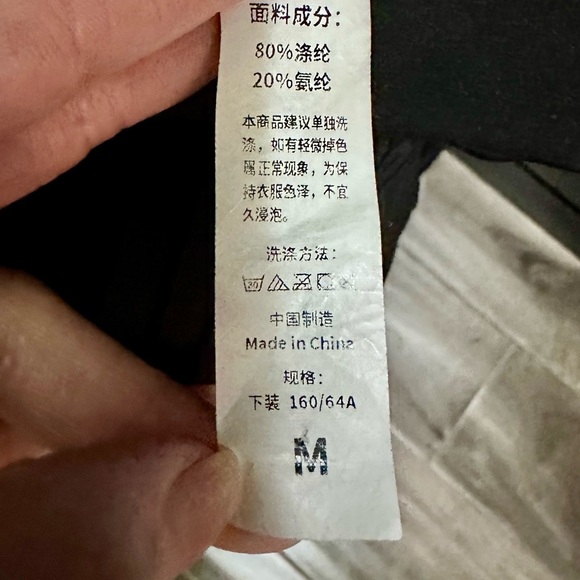 面料成分：
80%涤纶
20%氨纶
本商品建议单独洗
涤，如有轻微掉色
属正常现象，为保
持衣服色泽，不宜
久浸泡。
洗涤方法：
30
中国制造
Made in China
规格：
下装 160/64A
M